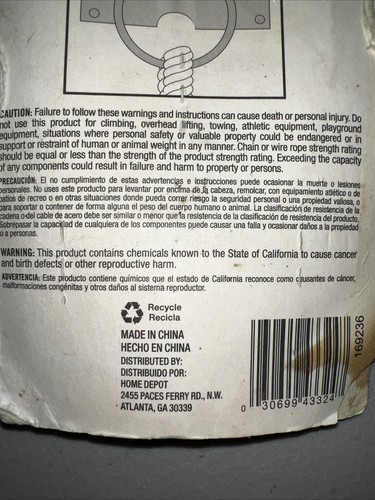 CAUTION: Failure to follow these warnings and instructions can cause death or personal injury. Do
not use this product for climbing, overhead lifting, towing, athletic equipment, playground
equipment, situations where personal safety or valuable property could be endangered or in
support or restraint of human or animal weight in any manner. Chain or wire rope strength rating
should be equal or less than the strength of the product strength rating. Exceeding the capacity
of any components could result in failure and harm to property or persons.
PRECAUCIÓN: El no cumplimiento de estas advertencias e instrucciones puede ocasionar la muerte o lesiones
personales. No uses este producto para levantar por encima de la cabeza, remolcar, con equipamiento atlético o de
patios de recreo o en otras situaciones donde pueda correr riesgo la seguridad personal o una propiedad valiosa, o
para soportar o contener de forma alguna el peso del cuerpo humano o animal. La clasificación de resistencia de la
cadena o del cable de acero debe ser similar o menor que la resistencia de la clasificación de resistencia del producto.
Sobrepasar la capacidad de cualquiera de los componentes puede causar una falla y ocasionar daños a la propiedad
o a personas.
WARNING: This product contains chemicals known to the State of California to cause cancer
and birth defects or other reproductive harm.
ADVERTENCIA: Este producto contiene químicos que el estado de California reconoce como causantes de cáncer,
malformaciones congénitas y otros daños al sistema reproductor.
Recycle
Recicla
MADE IN CHINA
HECHO EN CHINA
DISTRIBUTED BY:
DISTRIBUIDO POR:
HOME DEPOT
2455 PACES FERRY RD., N.W.
ATLANTA, GA 30339
0 30699 43324
169236